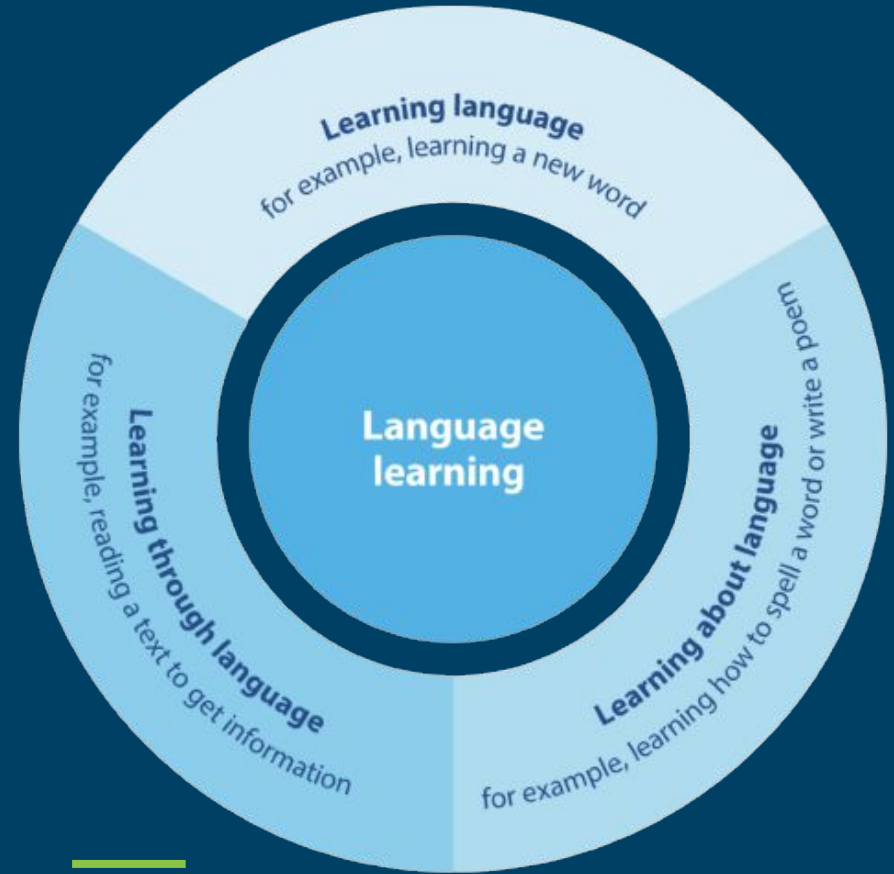 Learning language
for example, learning a new word
Learning about language
for example, learning how to spell a word or write a poem
Learning through language
for example, reading a text to get information
Language
learning